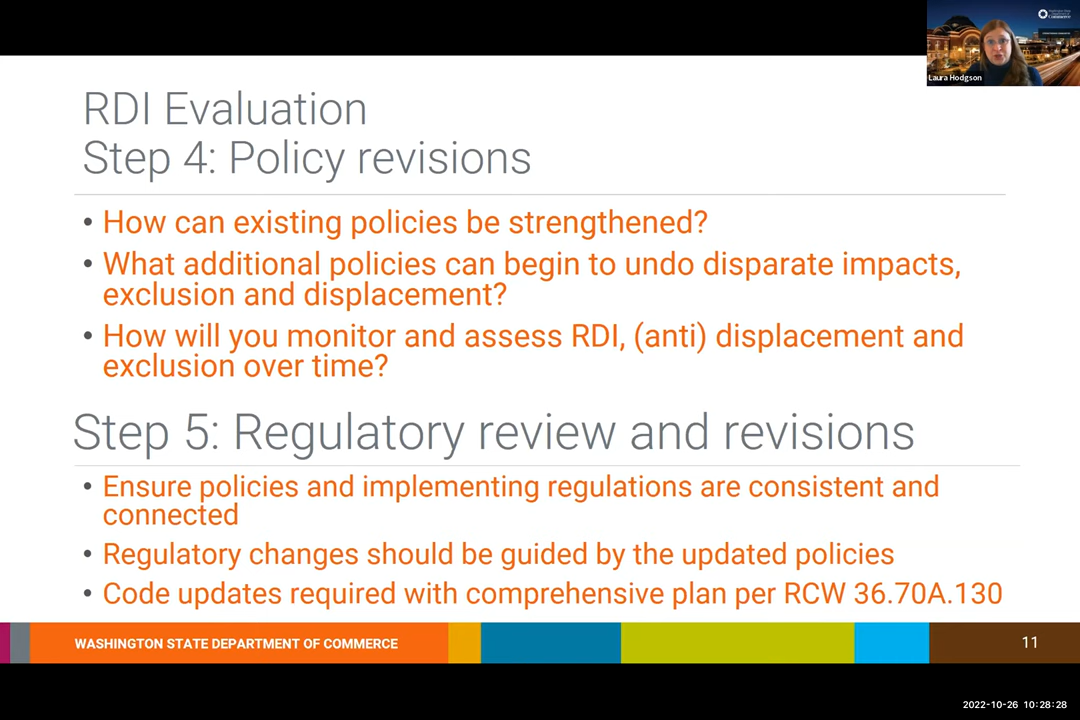 Commerce
Laura Hodgson
RDI Evaluation
Step 4: Policy revisions
• How can existing policies be strengthened?
• What additional policies can begin to undo disparate impacts,
exclusion and displacement?
• How will you monitor and assess RDI, (anti) displacement and
exclusion over time?
Step 5: Regulatory review and revisions
• Ensure policies and implementing regulations are consistent and
connected
• Regulatory changes should be guided by the updated policies
• Code updates required with comprehensive plan per RCW 36.70A.130
WASHINGTON STATE DEPARTMENT OF COMMERCE
11
2022-10-26 10:28:28